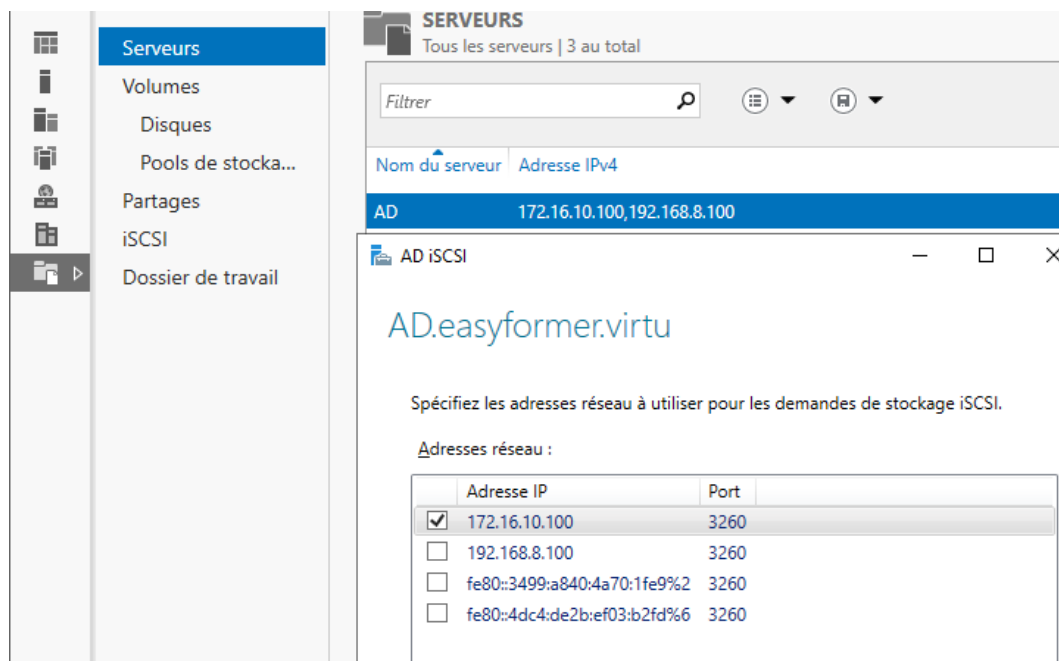 SERVEURS
Tous les serveurs | 3 au total
Serveurs
Volumes
Disques
Pools de stocka...
Partages
iSCSI
Dossier de travail
Filtrer
Nom du serveur Adresse IPv4
AD 172.16.10.100,192.168.8.100
AD iSCSI
AD.easyformer.virtu
Spécifiez les adresses réseau à utiliser pour les demandes de stockage iSCSI.
Adresses réseau :
Adresse IP Port
172.16.10.100 3260
192.168.8.100 3260
fe80::3499:a840:4a70:1fe9%2 3260
fe80::4dc4:de2b:ef03:b2fd%6 3260